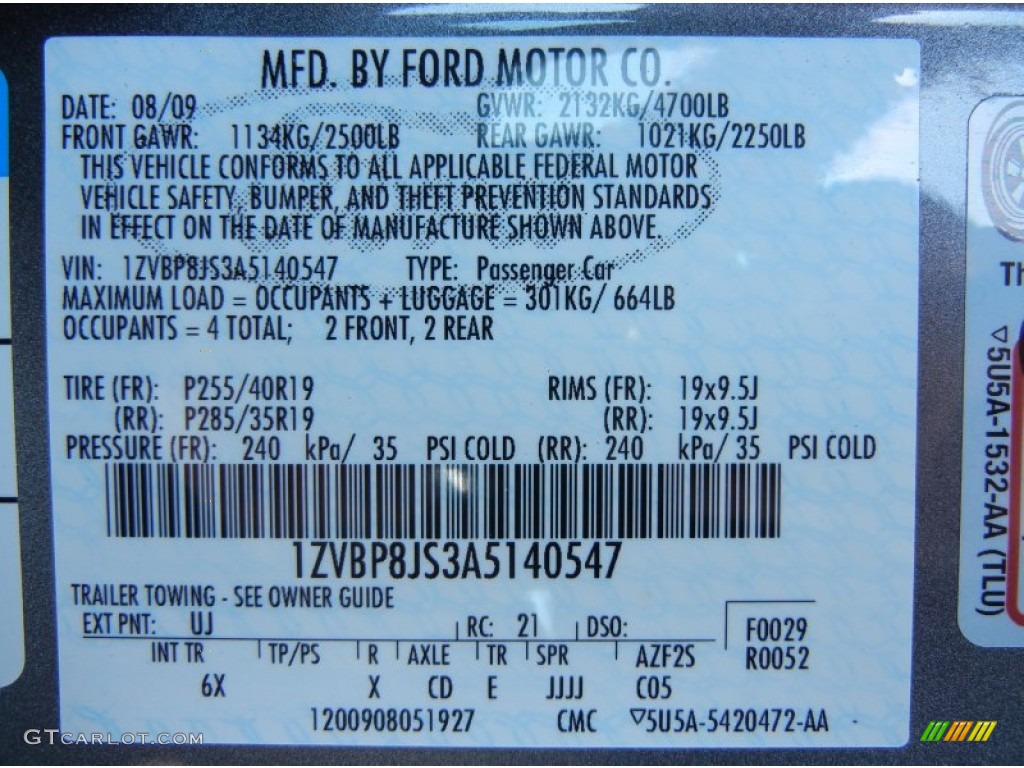 MFD. BY FORD MOTOR CO.
DATE: 08/09 GVWR: 2132KG/4700LB
FRONT GAWR: 1134KG/2500LB REAR GAWR: 1021KG/2250LB
THIS VEHICLE CONFORMS TO ALL APPLICABLE FEDERAL MOTOR
VEHICLE SAFETY, BUMPER, AND THEFT PREVENTION STANDARDS
IN EFFECT ON THE DATE OF MANUFACTURE SHOWN ABOVE.
VIN: 1ZVBP8JS3A5140547 TYPE: Passenger Car
MAXIMUM LOAD = OCCUPANTS + LUGGAGE = 301KG/ 664LB
OCCUPANTS = 4 TOTAL; 2 FRONT, 2 REAR
TIRE (FR): P255/40R19 RIMS (FR): 19x9.5J
(RR): P285/35R19 (RR): 19x9.5J
PRESSURE (FR): 240 kPa/ 35 PSI COLD (RR): 240 kPa/ 35 PSI COLD
1ZVBP8JS3A5140547
TRAILER TOWING - SEE OWNER GUIDE
EXT PNT: UJ RC: 21 DSO: F0029
INT TR TP/PS R AXLE TR SPR AZF2S R0052
6X X CD E JJJJ C05
1200908051927 CMC ▽5U5A-5420472-AA
Th
▽5U5A-1532-AA (TLU)
GTCARLOT.COM